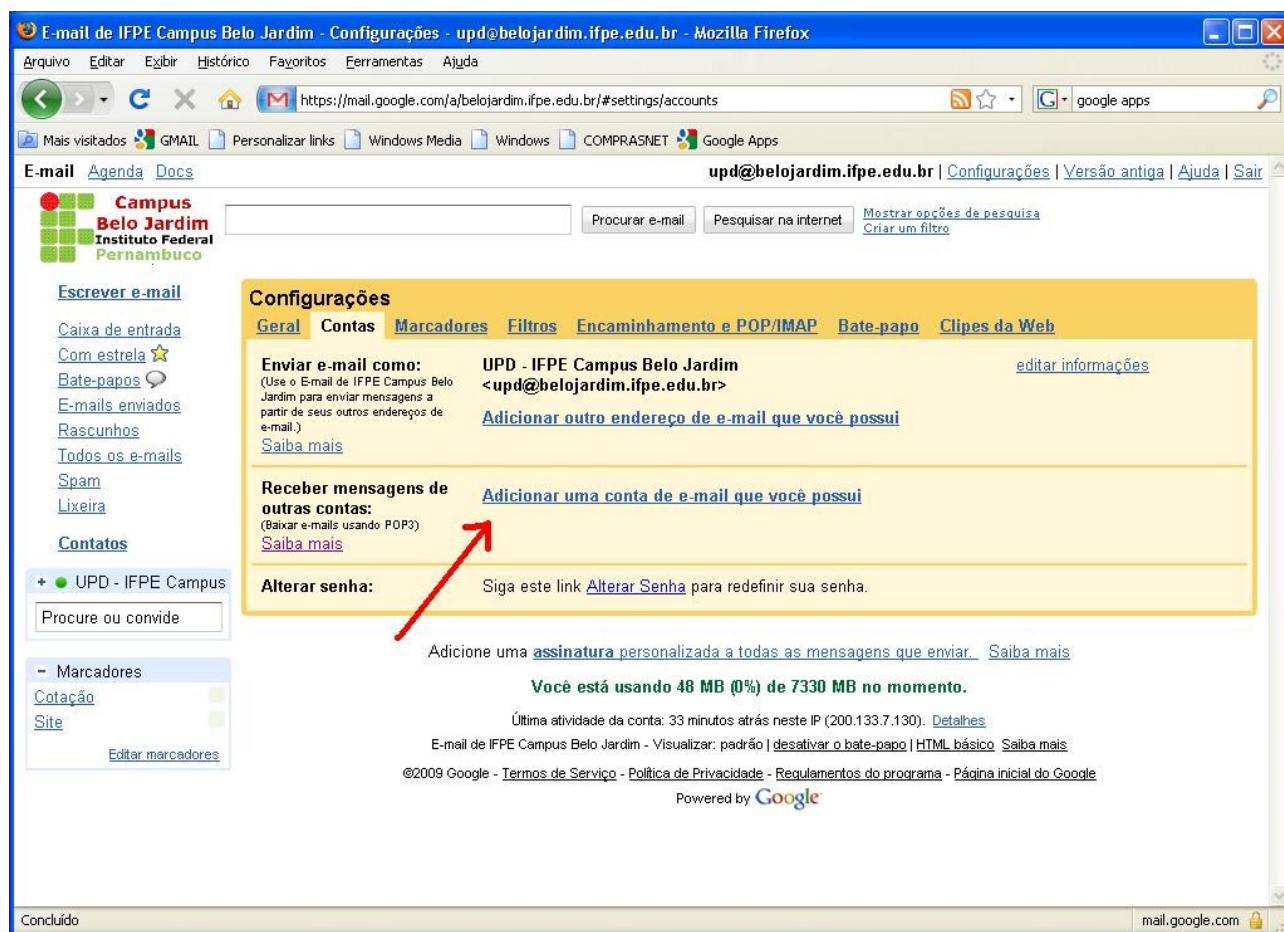 E-mail de IFPE Campus Belo Jardim - Configurações - upd@belojardim.ifpe.edu.br - Mozilla Firefox
Arquivo Editar Exibir Histórico Favoritos Ferramentas Ajuda
https://mail.google.com/a/belojardim.ifpe.edu.br/#settings/accounts
G google apps
Mais visitados GMAIL Personalizar links Windows Media Windows COMPRASNET Google Apps
E-mail Agenda Docs
upd@belojardim.ifpe.edu.br | Configurações | Versão antiga | Ajuda | Sair
Campus
Belo Jardim
Instituto Federal
Pernambuco
Procurar e-mail Pesquisar na internet
Mostrar opções de pesquisa
Criar um filtro
Escrever e-mail
Caixa de entrada
Com estrela
Bate-papos
E-mails enviados
Rascunhos
Todos os e-mails
Spam
Lixeira
Contatos
+ UPD - IFPE Campus
Procure ou convide
- Marcadores
Cotação
Site
Editar marcadores
Configurações
Geral Contas Marcadores Filtros Encaminhamento e POP/IMAP Bate-papo Clipes da Web
Enviar e-mail como:
(Use o E-mail de IFPE Campus Belo
Jardim para enviar mensagens a
partir de seus outros endereços de
e-mail.)
Saiba mais
UPD - IFPE Campus Belo Jardim
<upd@belojardim.ifpe.edu.br>
editar informações
Adicionar outro endereço de e-mail que você possui
Receber mensagens de
outras contas:
(Baixar e-mails usando POP3)
Saiba mais
Adicionar uma conta de e-mail que você possui
Alterar senha:
Siga este link Alterar Senha para redefinir sua senha.
Adicione uma assinatura personalizada a todas as mensagens que enviar. Saiba mais
Você está usando 48 MB (0%) de 7330 MB no momento.
Última atividade da conta: 33 minutos atrás neste IP (200.133.7.130). Detalhes
E-mail de IFPE Campus Belo Jardim - Visualizar: padrão | desativar o bate-papo | HTML básico Saiba mais
©2009 Google - Termos de Serviço - Política de Privacidade - Regulamentos do programa - Página inicial do Google
Powered by Google
Concluído
mail.google.com